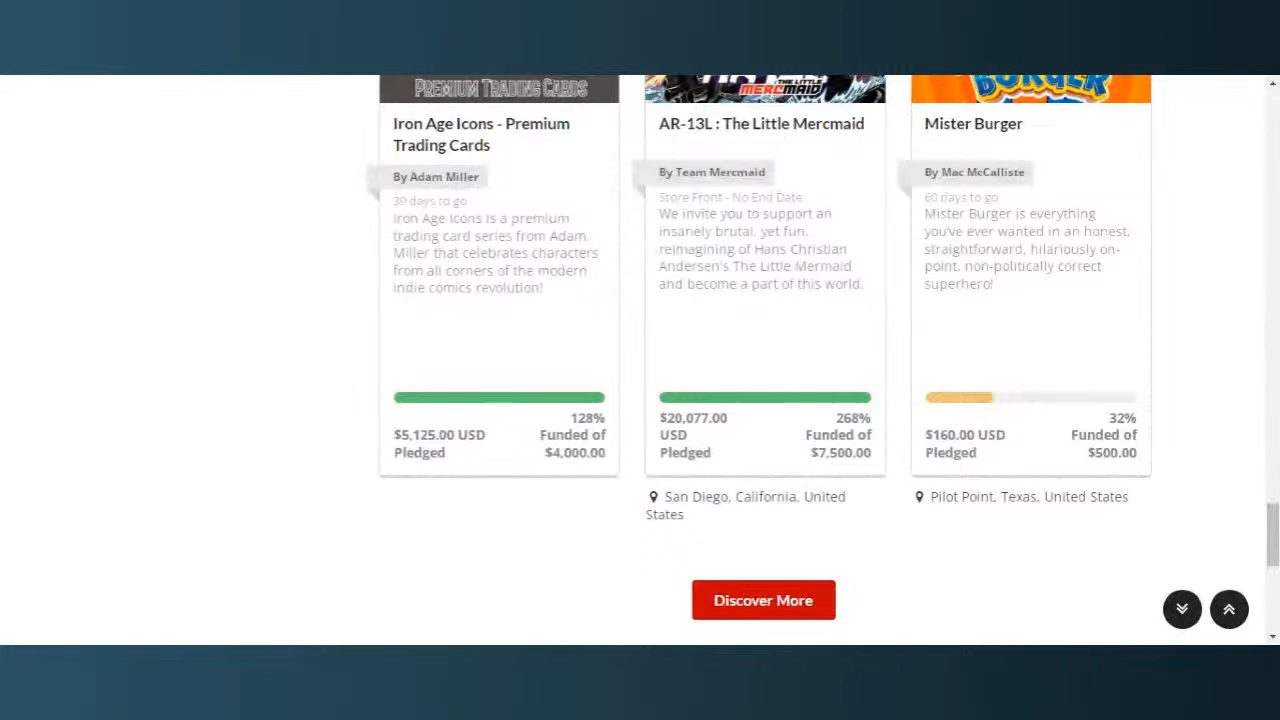 PREMIUM TRADING CARDS
THE LITTLE
MERCMAID
BURGER
Iron Age Icons - Premium
Trading Cards
By Adam Miller
39 days to go
Iron Age Icons is a premium
trading card series from Adam
Miller that celebrates characters
from all corners of the modern
indie comics revolution!
128%
$5,125.00 USD
Funded of
Pledged
$4,000.00
AR-13L : The Little Mercmaid
By Team Mercmaid
Store Front - No End Date
We invite you to support an
insanely brutal, yet fun,
reimagining of Hans Christian
Andersen's The Little Mermaid
and become a part of this world.
$20,077.00
268%
USD
Funded of
Pledged
$7,500.00
San Diego, California, United
States
Mister Burger
By Mac McCalliste
60 days to go
Mister Burger is everything
you've ever wanted in an honest,
straightforward, hilariously on-
point, non-politically correct
superhero!
32%
$160.00 USD
Funded of
Pledged
$500.00
Pilot Point, Texas, United States
Discover More